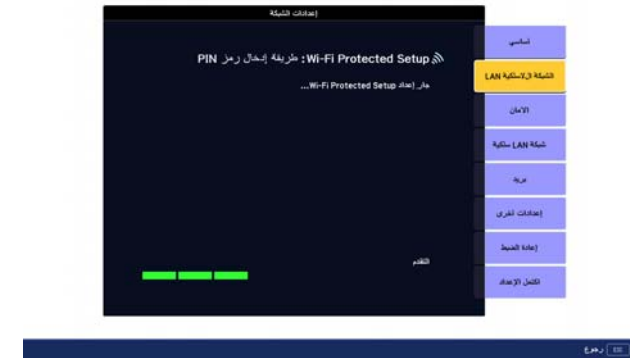 إعدادات الشبكة
Wi-Fi Protected Setup: طريقة إدخال رمز PIN
جارٍ إعداد Wi-Fi Protected Setup...
التقدم
أساسي
الشبكة اللاسلكية LAN
الأمان
شبكة LAN سلكية
بريد
إعدادات أخرى
إعادة الضبط
اكتمل الإعداد
رجوع